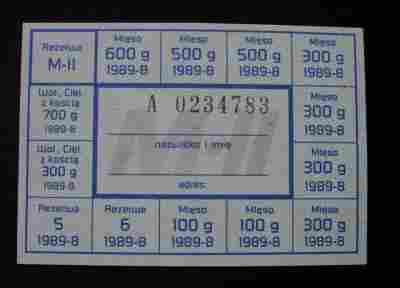 Rezerwa
M-II
Mięso
600 g
1989-8
Mięso
500 g
1989-8
Mięso
500 g
1989-8
Mięso
300 g
1989-8
Woł., Ciel.
z kością
700 g
1989-8
A 0234783
M-II
nazwisko i imię
adres
Mięso
300 g
1989-8
Woł., Ciel.
z kością
300 g
1989-8
Mięso
300 g
1989-8
Rezerwa
5
1989-8
Rezerwa
6
1989-8
Mięso
100 g
1989-8
Mięso
100 g
1989-8
Mięso
300 g
1989-8